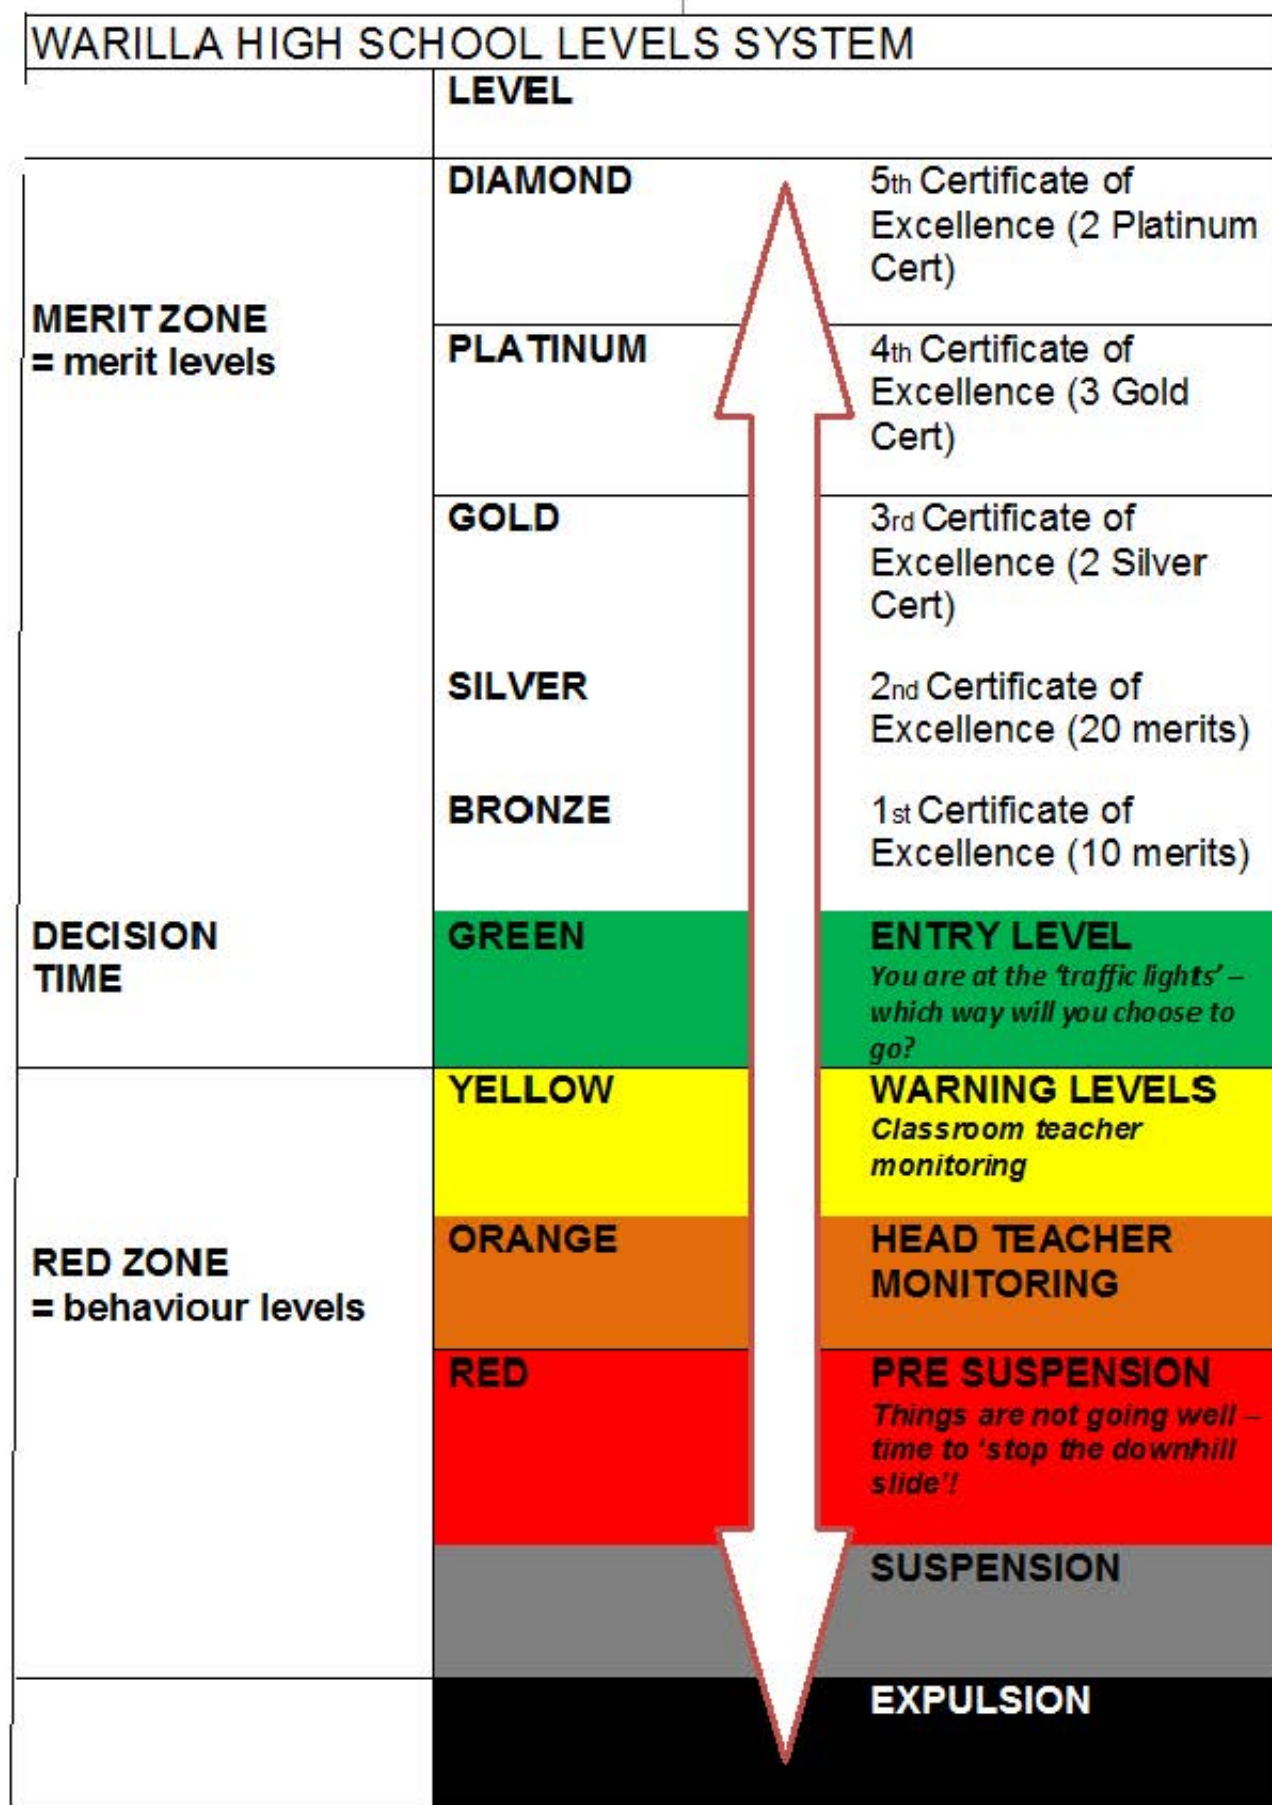 WARILLA HIGH SCHOOL LEVELS SYSTEM
LEVEL
MERIT ZONE
= merit levels
DIAMOND
5th Certificate of
Excellence (2 Platinum
Cert)
PLATINUM
4th Certificate of
Excellence (3 Gold
Cert)
GOLD
3rd Certificate of
Excellence (2 Silver
Cert)
SILVER
2nd Certificate of
Excellence (20 merits)
BRONZE
1st Certificate of
Excellence (10 merits)
DECISION
TIME
GREEN
ENTRY LEVEL
You are at the ‘traffic lights’ –
which way will you choose to
go?
RED ZONE
= behaviour levels
YELLOW
WARNING LEVELS
Classroom teacher
monitoring
ORANGE
HEAD TEACHER
MONITORING
RED
PRE SUSPENSION
Things are not going well –
time to ‘stop the downhill
slide’!
SUSPENSION
EXPULSION